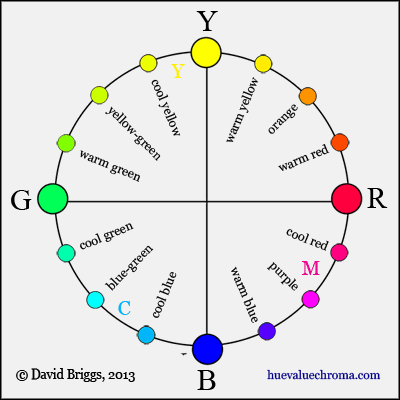 Y
Y
cool yellow
warm yellow
yellow-green
orange
warm green
warm red
G
R
cool green
cool red
blue-green
purple
M
cool blue
warm blue
C
B
© David Briggs, 2013
huevaluechroma.com